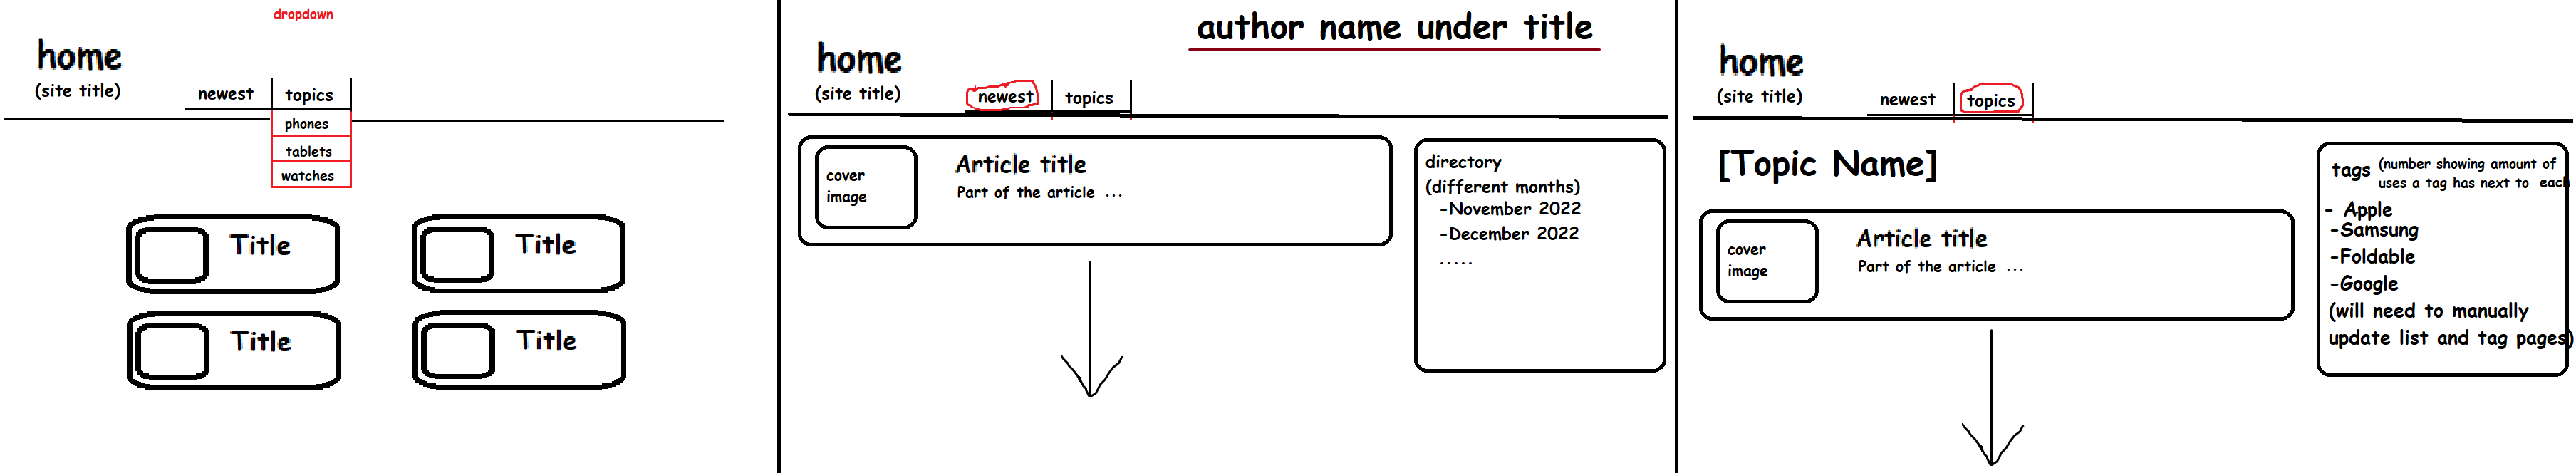 dropdown
home
(site title)
newest
topics
phones
tablets
watches
Title
Title
Title
Title
author name under title
home
(site title)
newest
topics
cover
image
Article title
Part of the article ...
directory
(different months)
-November 2022
-December 2022
.....
home
(site title)
newest
topics
[Topic Name]
cover
image
Article title
Part of the article ...
tags (number showing amount of
uses a tag has next to each
- Apple
-Samsung
-Foldable
-Google
(will need to manually
update list and tag pages)